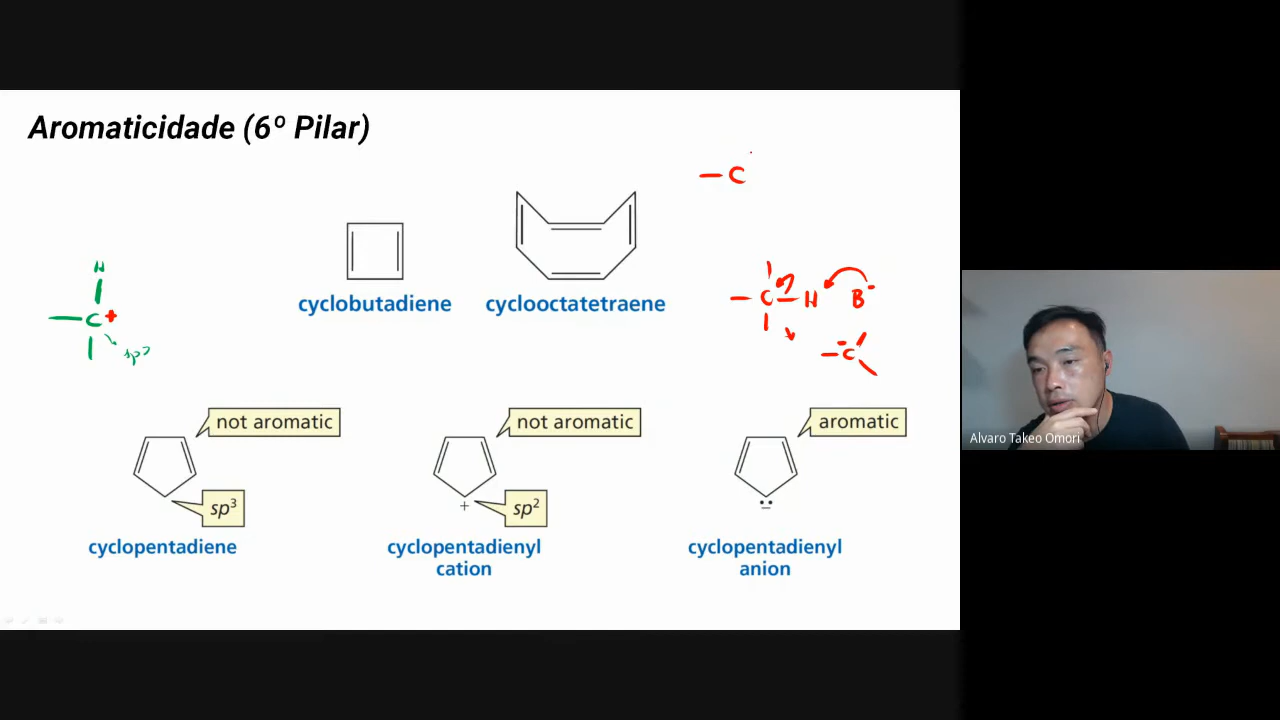 Aromaticidade (6º Pilar)
— C
H
— C +
sp²
cyclobutadiene
cyclooctatetraene
— C — H B⁻
— C⁻
not aromatic
not aromatic
aromatic
sp³
+
sp²
cyclopentadiene
cyclopentadienyl
cation
cyclopentadienyl
anion
Alvaro Takeo Omori